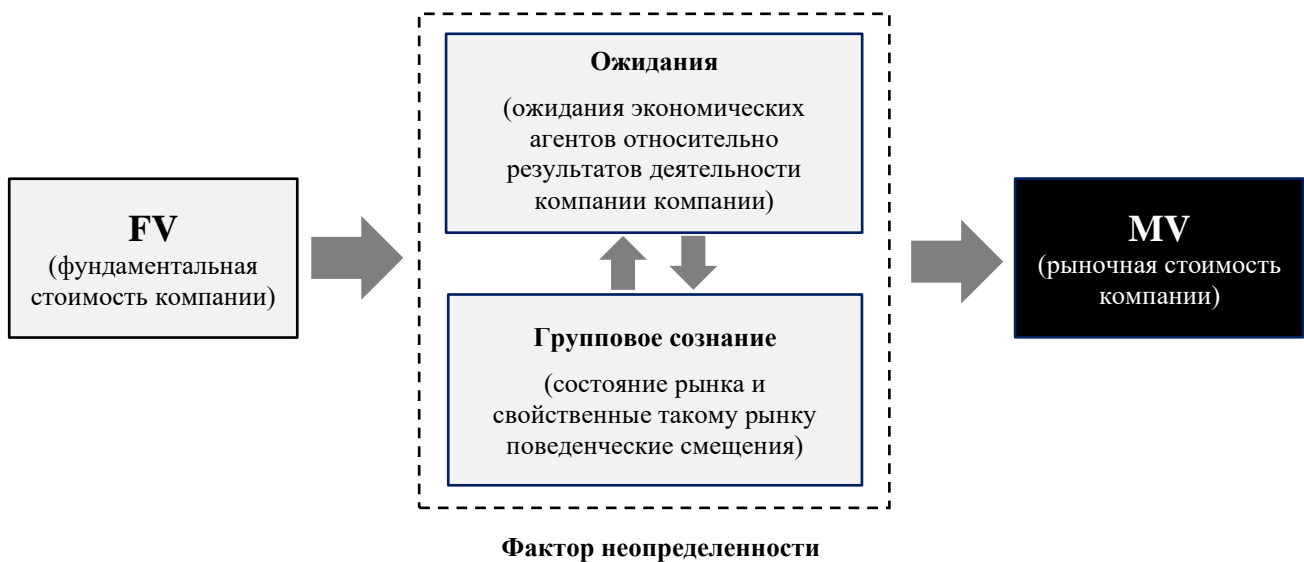 FV
(фундаментальная
стоимость компании)
Ожидания
(ожидания экономических
агентов относительно
результатов деятельности
компании компании)
Групповое сознание
(состояние рынка и
свойственные такому рынку
поведенческие смещения)
MV
(рыночная стоимость
компании)
Фактор неопределенности